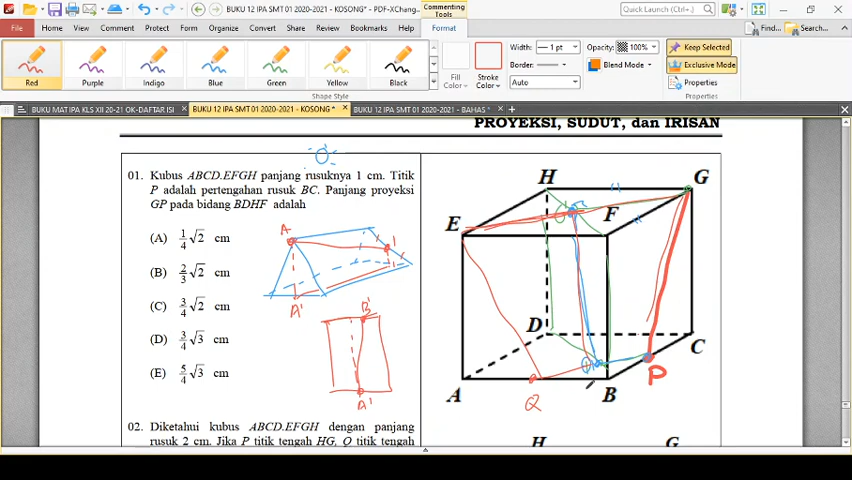 BUKU 12 IPA SMT 01 2020-2021 - KOSONG* - PDF-XChang
Commenting Tools
File Home View Comment Protect Form Organize Convert Share Review Bookmarks Help Format
Search...
Find...
Search...
Red Purple Indigo Blue Green Yellow Black
Shape Style
Fill Color
Stroke Color
Width: 1 pt
Border:
Auto
Opacity: 100%
Blend Mode
Keep Selected
Exclusive Mode
Properties
Properties
BUKU MAT IPA KLS XII 20-21 OK-DAFTAR ISI
BUKU 12 IPA SMT 01 2020-2021 - KOSONG *
BUKU 12 IPA SMT 01 2020-2021 - BAHAS *
PROYEKSI, SUDUT, dan IRISAN
01. Kubus ABCD.EFGH panjang rusuknya 1 cm. Titik
P adalah pertengahan rusuk BC. Panjang proyeksi
GP pada bidang BDHF adalah
(A) 1/4 √2 cm
(B) 2/3 √2 cm
(C) 3/4 √2 cm
(D) 3/4 √3 cm
(E) 5/4 √3 cm
A
A'
B'
A'
H
G
E
F
D
C
P
A
B
Q
02. Diketahui kubus ABCD.EFGH dengan panjang
rusuk 2 cm. Jika P titik tengah HG, Q titik tengah
H
G